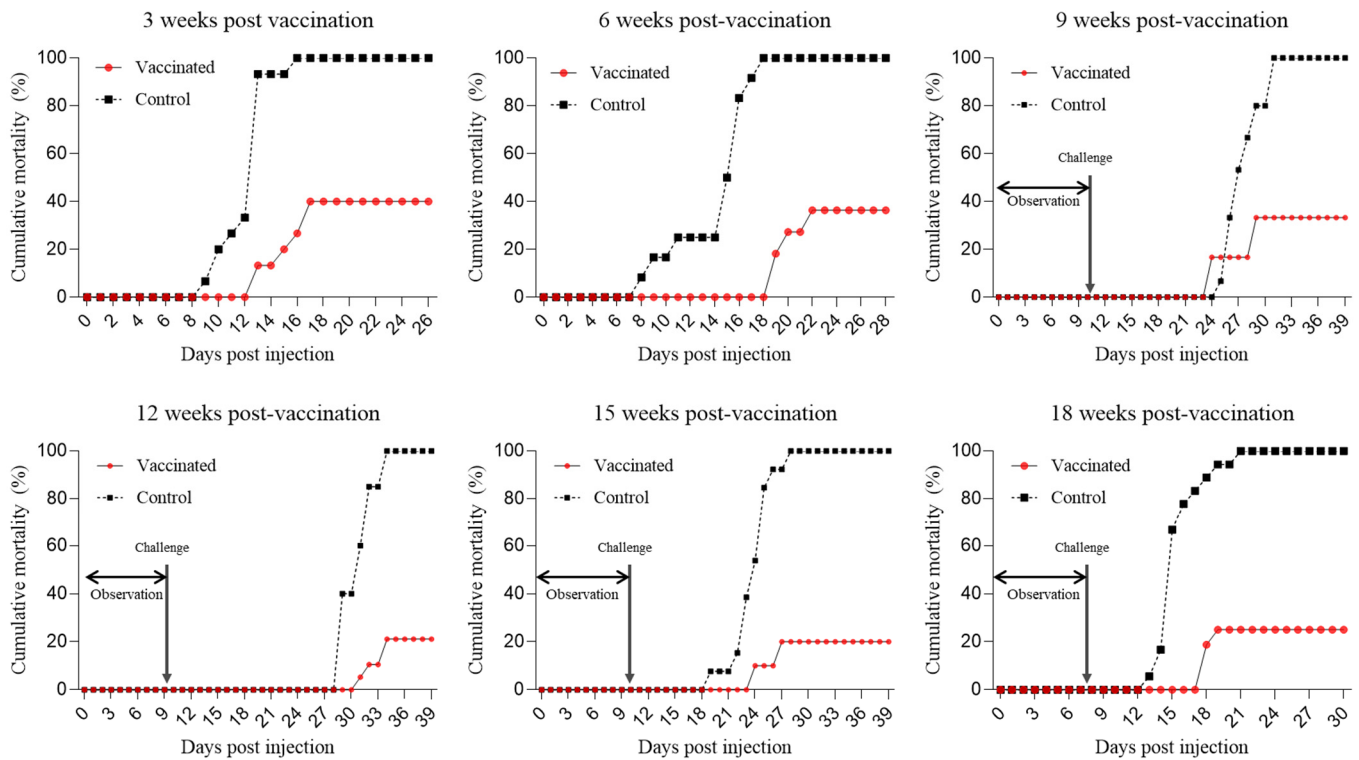 3 weeks post vaccination
Cumulative mortality (%)
100
80
60
40
20
0
Vaccinated
Control
0 2 4 6 8 10 12 14 16 18 20 22 24 26
Days post injection
6 weeks post-vaccination
Cumulative mortality (%)
100
80
60
40
20
0
Vaccinated
Control
0 2 4 6 8 10 12 14 16 18 20 22 24 26 28
Days post injection
9 weeks post-vaccination
Cumulative mortality (%)
100
80
60
40
20
0
Vaccinated
Control
Challenge
Observation
0 3 6 9 12 15 18 21 24 27 30 33 35 39
Days post injection
12 weeks post-vaccination
Cumulative mortality (%)
100
80
60
40
20
0
Vaccinated
Control
Challenge
Observation
0 3 6 9 12 15 18 21 27 30 33 36 39
Days post injection
15 weeks post-vaccination
Cumulative mortality (%)
100
80
60
40
20
0
Vaccinated
Control
Challenge
Observation
0 3 6 9 12 15 18 21 24 27 30 33 36 39
Days post injection
18 weeks post-vaccination
Cumulative mortality (%)
100
80
60
40
20
0
Vaccinated
Control
Challenge
Observation
0 3 6 9 12 15 18 21 24 27 30
Days post injection